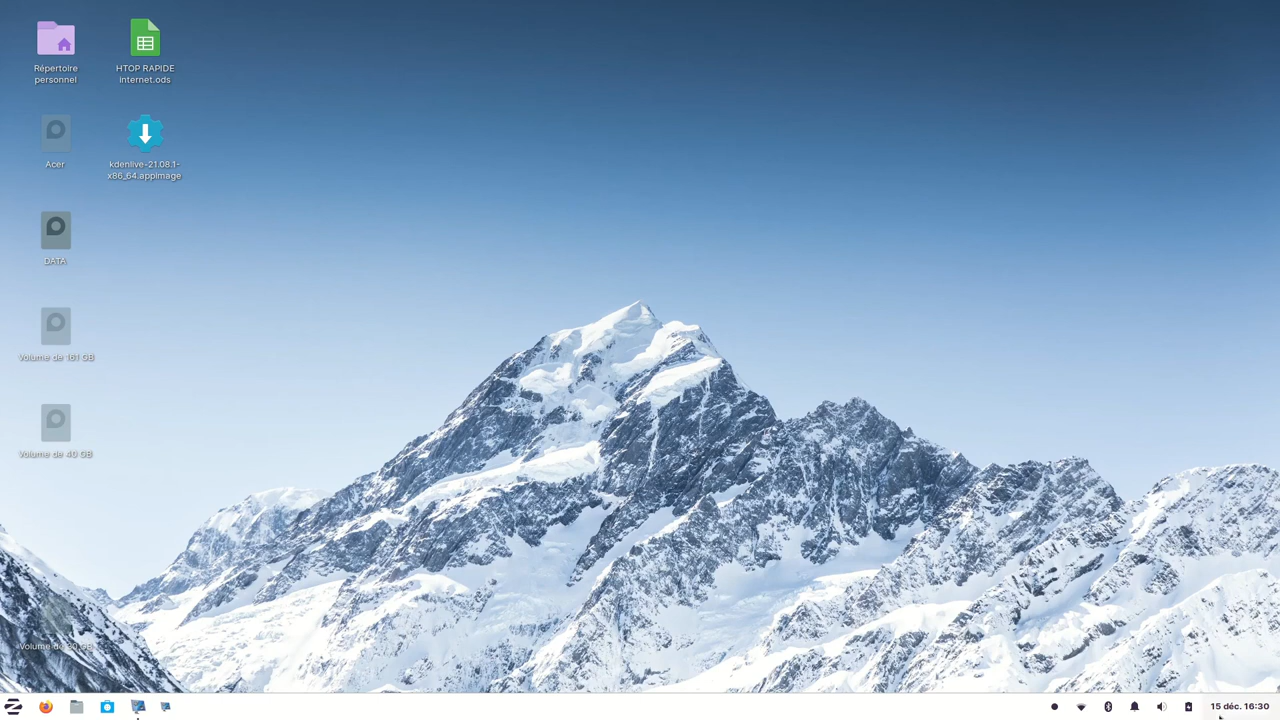 Répertoire
personnel
HTOP RAPIDE
internet.ods
Acer
kdenlive-21.08.1-
x86_64.appimage
DATA
Volume de 161 GB
Volume de 40 GB
15 déc. 16:30